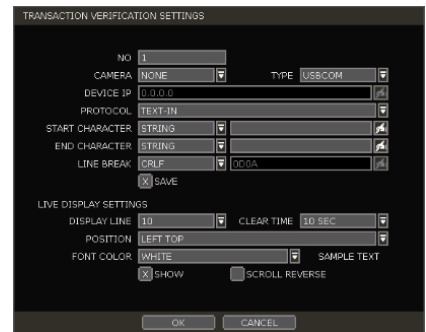 TRANSACTION VERIFICATION SETTINGS
NO 1
CAMERA NONE TYPE USBCOM
DEVICE IP 0.0.0.0
PROTOCOL TEXT-IN
START CHARACTER STRING
END CHARACTER STRING
LINE BREAK CRLF 0D0A
X SAVE
LIVE DISPLAY SETTINGS
DISPLAY LINE 10 CLEAR TIME 10 SEC
POSITION LEFT TOP
FONT COLOR WHITE SAMPLE TEXT
X SHOW SCROLL REVERSE
OK CANCEL